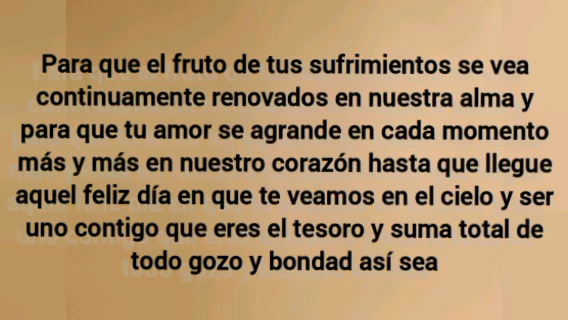 Para que el fruto de tus sufrimientos se vea
continuamente renovados en nuestra alma y
para que tu amor se agrande en cada momento
más y más en nuestro corazón hasta que llegue
aquel feliz día en que te veamos en el cielo y ser
uno contigo que eres el tesoro y suma total de
todo gozo y bondad así sea